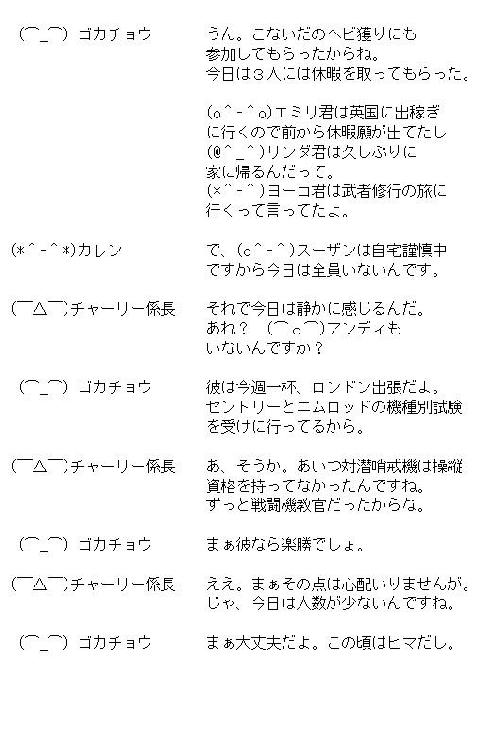 (⌒_⌒) ゴカチョウ うん。こないだのヘビ獲りにも
参加してもらったからね。
今日は３人には休暇を取ってもらった。
(o^-^o)エミリ君は英国に出稼ぎ
に行くので前から休暇願が出てたし
(@^_^)リンダ君は久しぶりに
家に帰るんだって。
(×^-^)ヨーコ君は武者修行の旅に
行くって言ってたよ。
(*^-^*)カレン で、(c^-^)スーザンは自宅謹慎中
ですから今日は全員いないんです。
(￣△￣)チャーリー係長 それで今日は静かに感じるんだ。
あれ？ (⌒o⌒)アンディも
いないんですか？
(⌒_⌒) ゴカチョウ 彼は今週一杯、ロンドン出張だよ。
セントリーとニムロッドの機種別試験
を受けに行ってるから。
(￣△￣)チャーリー係長 あ、そうか。あいつ対潜哨戒機は操縦
資格を持ってなかったんですね。
ずっと戦闘機教官だったからな。
(⌒_⌒) ゴカチョウ まぁ彼なら楽勝でしょ。
(￣△￣)チャーリー係長 ええ。まぁその点は心配いりませんが。
じゃ、今日は人数が少ないんですね。
(⌒_⌒) ゴカチョウ まぁ大丈夫だよ。この頃はヒマだし。